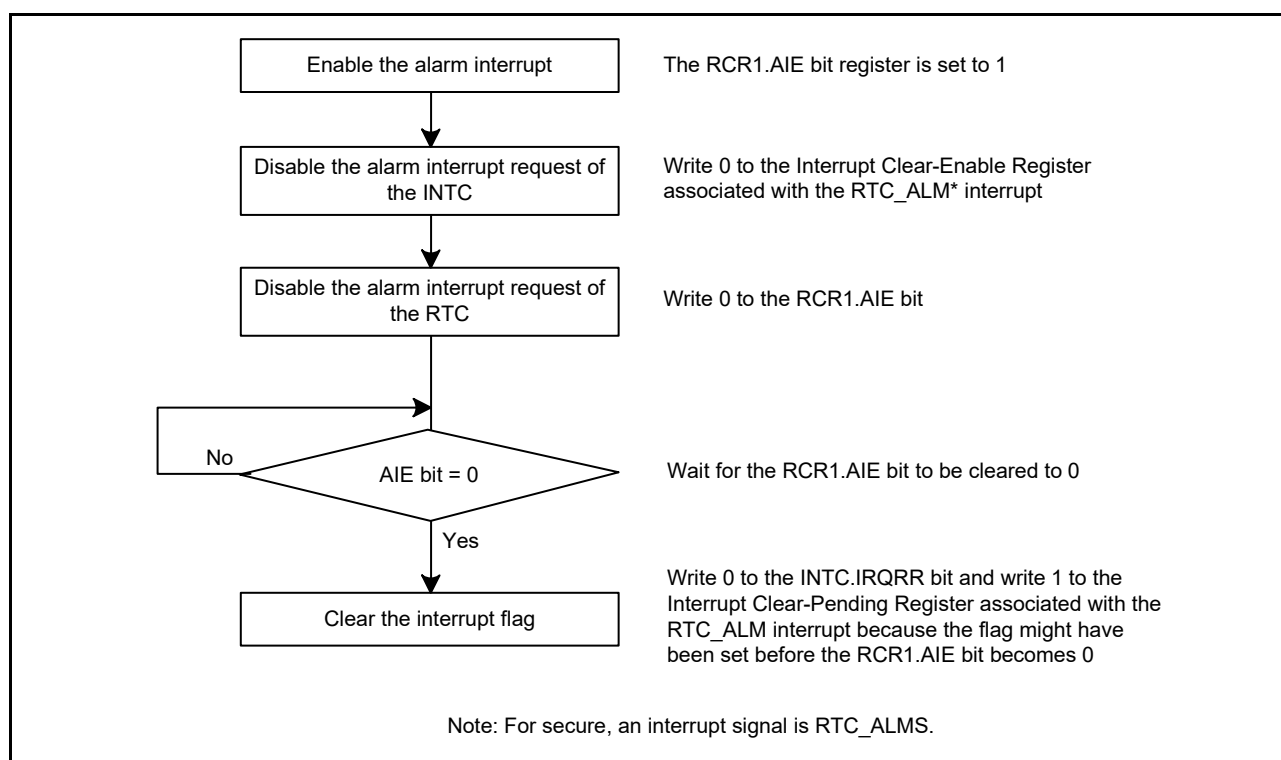 Enable the alarm interrupt
The RCR1.AIE bit register is set to 1
Disable the alarm interrupt request of
the INTC
Write 0 to the Interrupt Clear-Enable Register
associated with the RTC_ALM* interrupt
Disable the alarm interrupt request of
the RTC
Write 0 to the RCR1.AIE bit
No
AIE bit = 0
Wait for the RCR1.AIE bit to be cleared to 0
Yes
Clear the interrupt flag
Write 0 to the INTC.IRQRR bit and write 1 to the
Interrupt Clear-Pending Register associated with the
RTC_ALM interrupt because the flag might have
been set before the RCR1.AIE bit becomes 0
Note: For secure, an interrupt signal is RTC_ALMS.